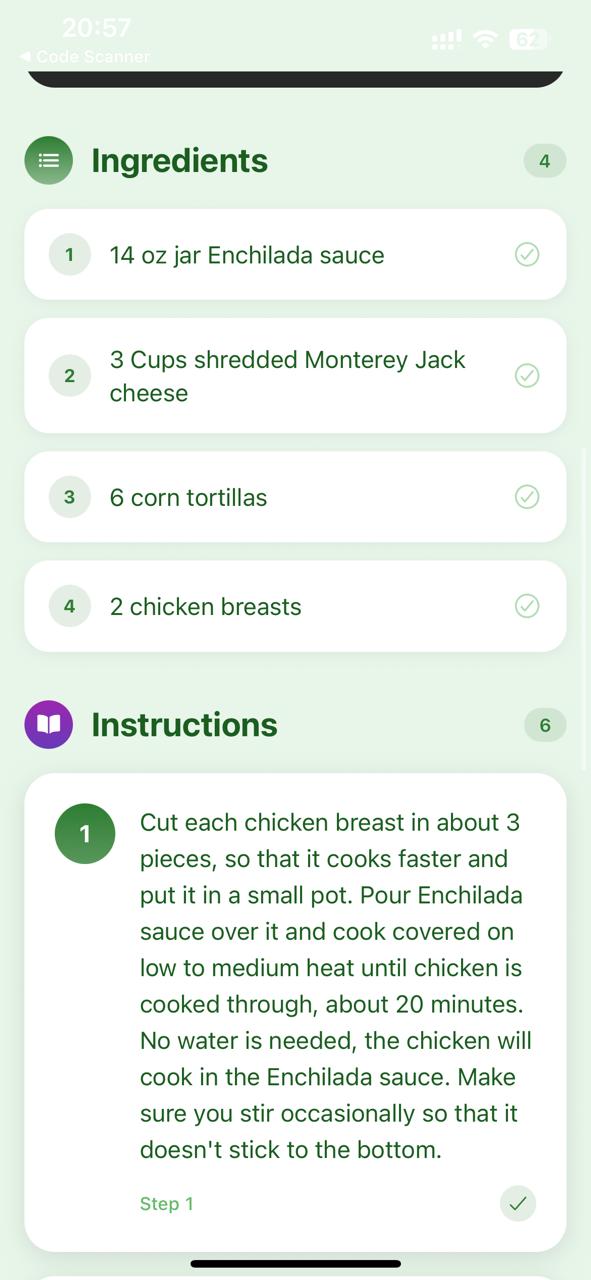 20:57
62
◀ Code Scanner
Ingredients
4
1
14 oz jar Enchilada sauce
2
3 Cups shredded Monterey Jack
cheese
3
6 corn tortillas
4
2 chicken breasts
Instructions
6
1
Cut each chicken breast in about 3
pieces, so that it cooks faster and
put it in a small pot. Pour Enchilada
sauce over it and cook covered on
low to medium heat until chicken is
cooked through, about 20 minutes.
No water is needed, the chicken will
cook in the Enchilada sauce. Make
sure you stir occasionally so that it
doesn't stick to the bottom.
Step 1